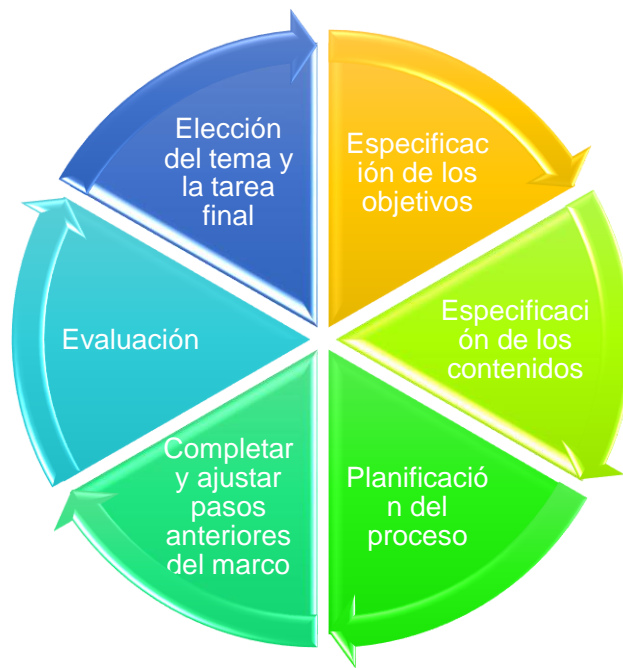 Elección
del tema y
la tarea
final
Especificac
ión de los
objetivos
Especificaci
ón de los
contenidos
Planificació
n del
proceso
Completar
y ajustar
pasos
anteriores
del marco
Evaluación